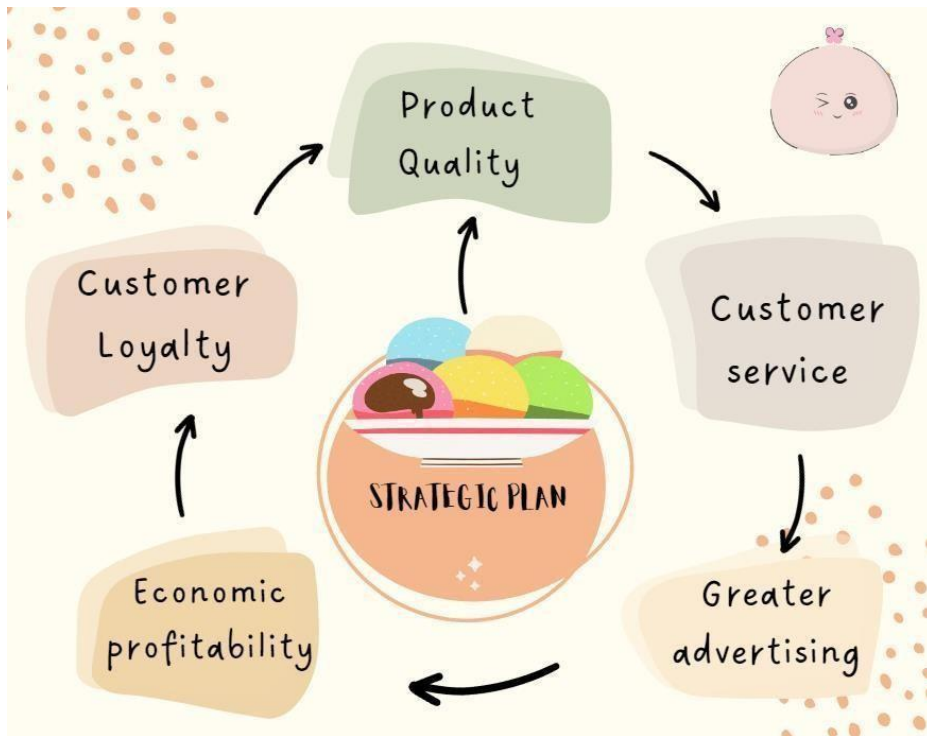 Product
Quality
Customer
service
Greater
advertising
Economic
profitability
Customer
Loyalty
STRATEGIC PLAN